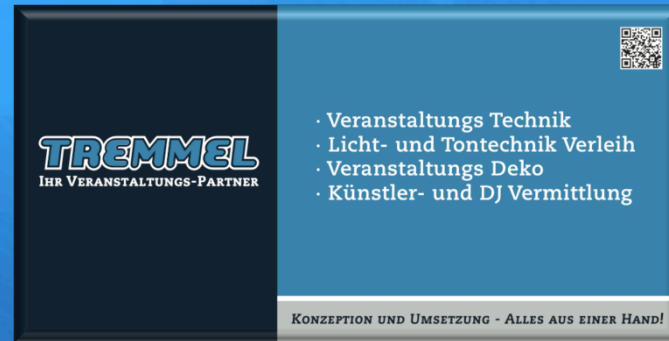 TREMMEL
IHR VERANSTALTUNGS-PARTNER
· Veranstaltungs Technik
· Licht- und Tontechnik Verleih
· Veranstaltungs Deko
· Künstler- und DJ Vermittlung
KONZEPTION UND UMSETZUNG - ALLES AUS EINER HAND!